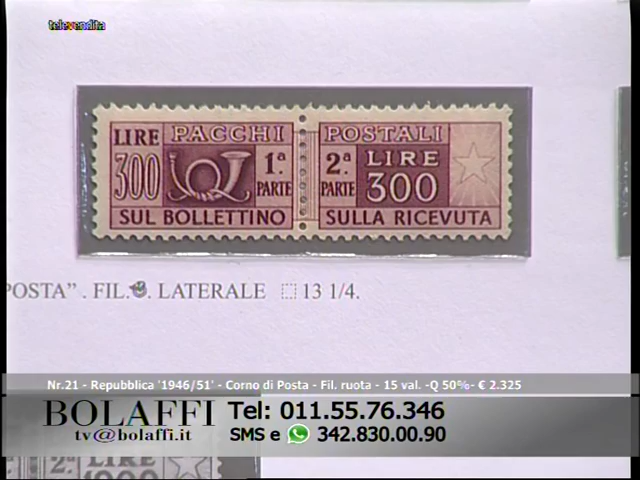 televendita
LIRE PACCHI POSTALI
300 1ª PARTE 2ª PARTE LIRE 300
SUL BOLLETTINO SULLA RICEVUTA
POSTA". FIL. . LATERALE 13 1/4.
Nr.21 - Repubblica '1946/51' - Corno di Posta - Fil. ruota - 15 val. -Q 50%- € 2.325
BOLAFFI Tel: 011.55.76.346
tv@bolaffi.it SMS e 342.830.00.90
2ª LIRE